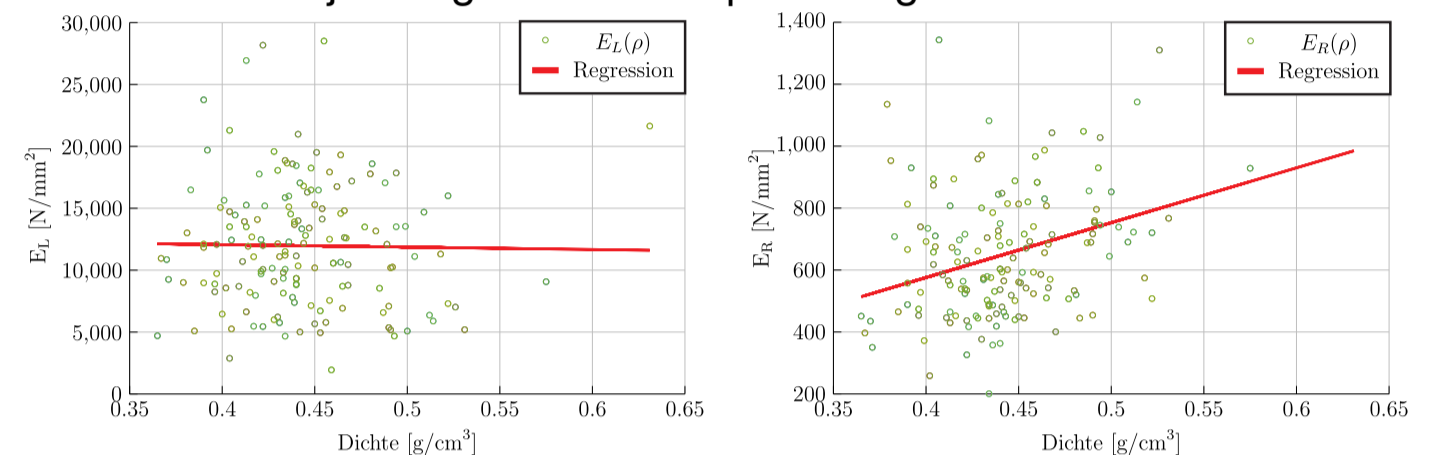 30,000
25,000
20,000
15,000
10,000
5,000
0
E_L [N/mm²]
0.35 0.4 0.45 0.5 0.55 0.6 0.65
Dichte [g/cm³]
E_L(ρ)
Regression
1,400
1,200
1,000
800
600
400
200
E_R [N/mm²]
0.35 0.4 0.45 0.5 0.55 0.6 0.65
Dichte [g/cm³]
E_R(ρ)
Regression